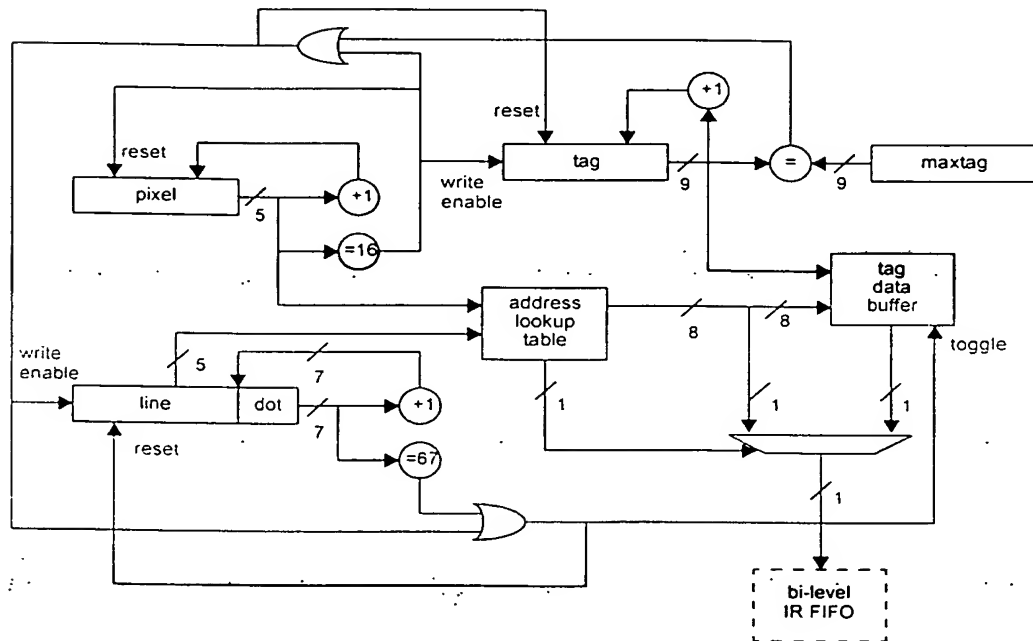 reset
+1
reset
tag
=
maxtag
9
9
write
enable
pixel
5
+1
=16
tag
data
buffer
address
lookup
table
8
8
toggle
write
enable
5
7
line
dot
7
+1
1
1
1
reset
=67
1
bi-level
IR FIFO